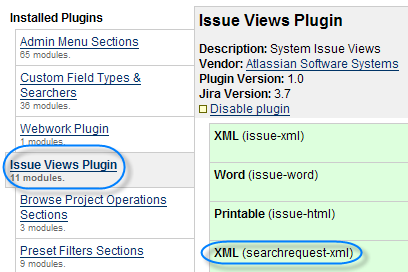 Installed Plugins
Admin Menu Sections
65 modules.
Custom Field Types &
Searchers
36 modules.
Webwork Plugin
1 modules.
Issue Views Plugin
11 modules.
Browse Project Operations
Sections
3 modules.
Preset Filters Sections
9 modules.
Issue Views Plugin
Description: System Issue Views
Vendor: Atlassian Software Systems
Plugin Version: 1.0
Jira Version: 3.7
Disable plugin
XML (issue-xml)
Word (issue-word)
Printable (issue-html)
XML (searchrequest-xml)